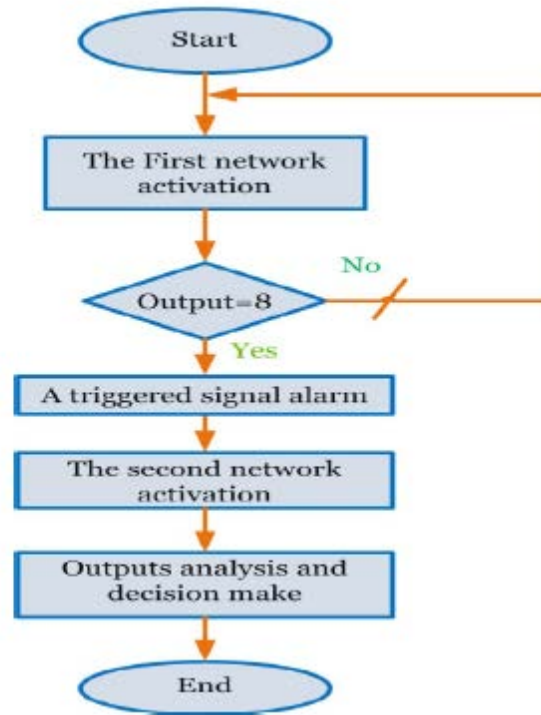 Start
The First network
activation
No
Output=8
Yes
A triggered signal alarm
The second network
activation
Outputs analysis and
decision make
End